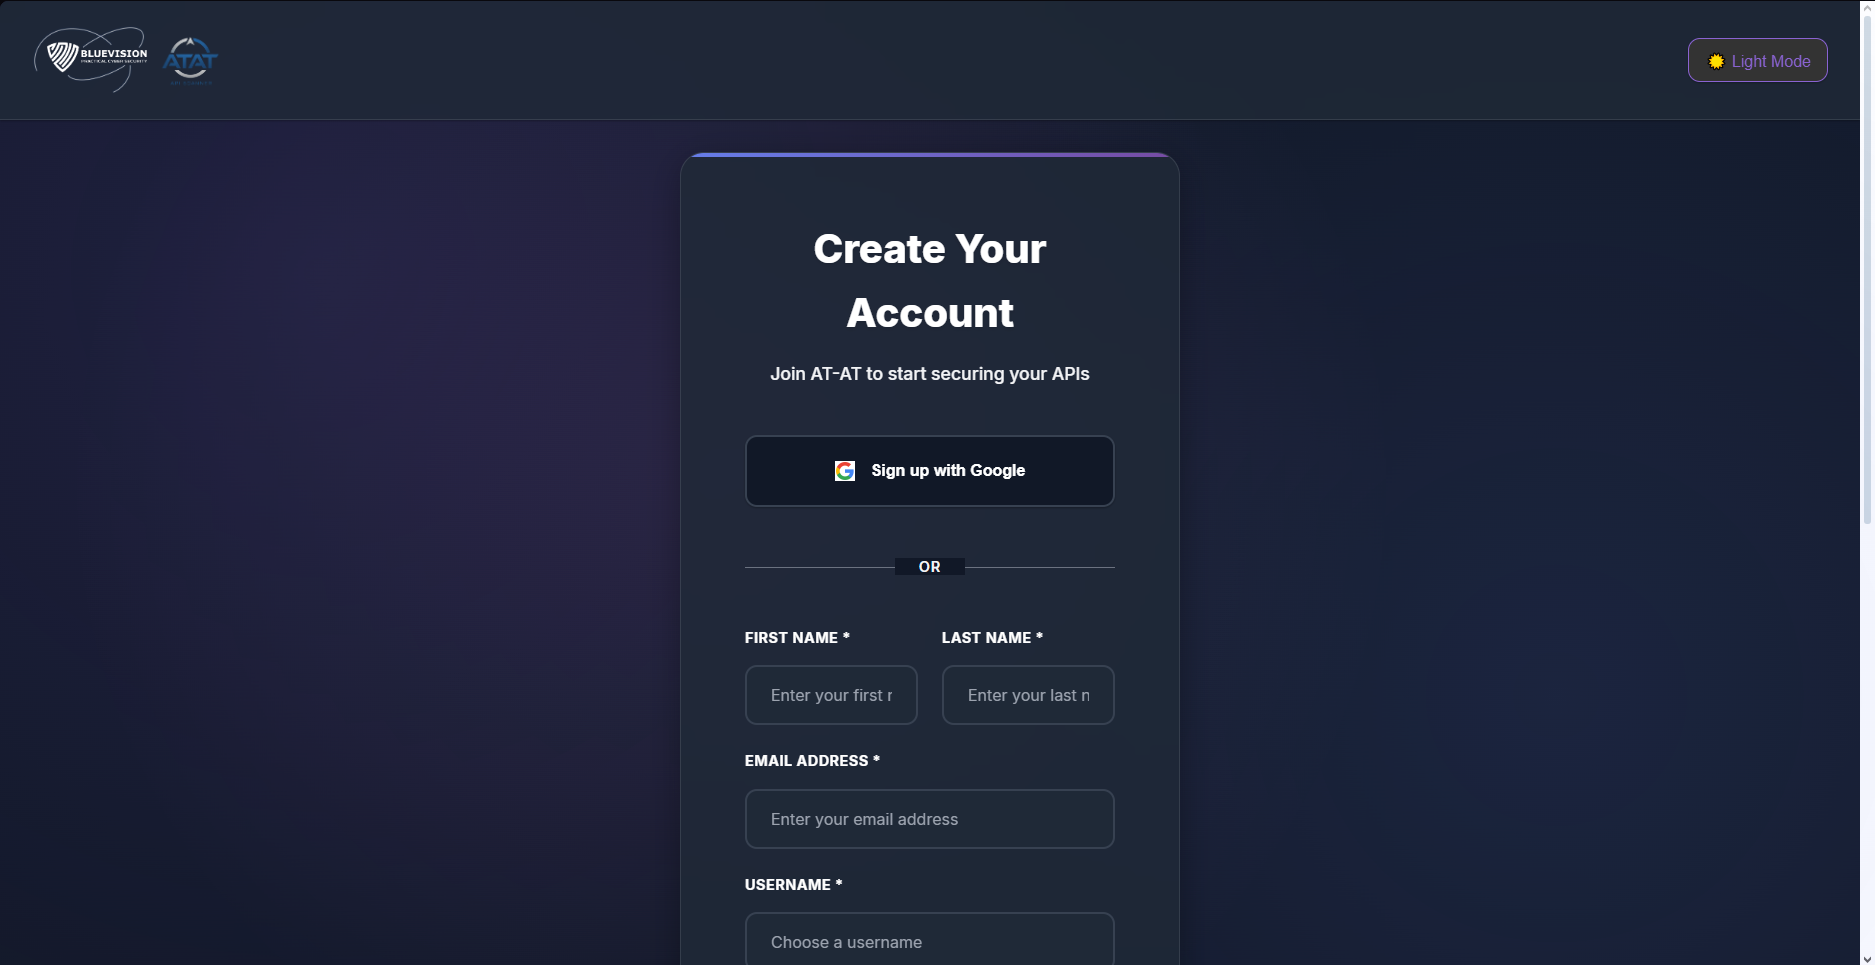 BLUEVISION
PRACTICAL CYBER SECURITY
ATAT
Light Mode
Create Your
Account
Join AT-AT to start securing your APIs
Sign up with Google
OR
FIRST NAME *
LAST NAME *
Enter your first r
Enter your last n
EMAIL ADDRESS *
Enter your email address
USERNAME *
Choose a username